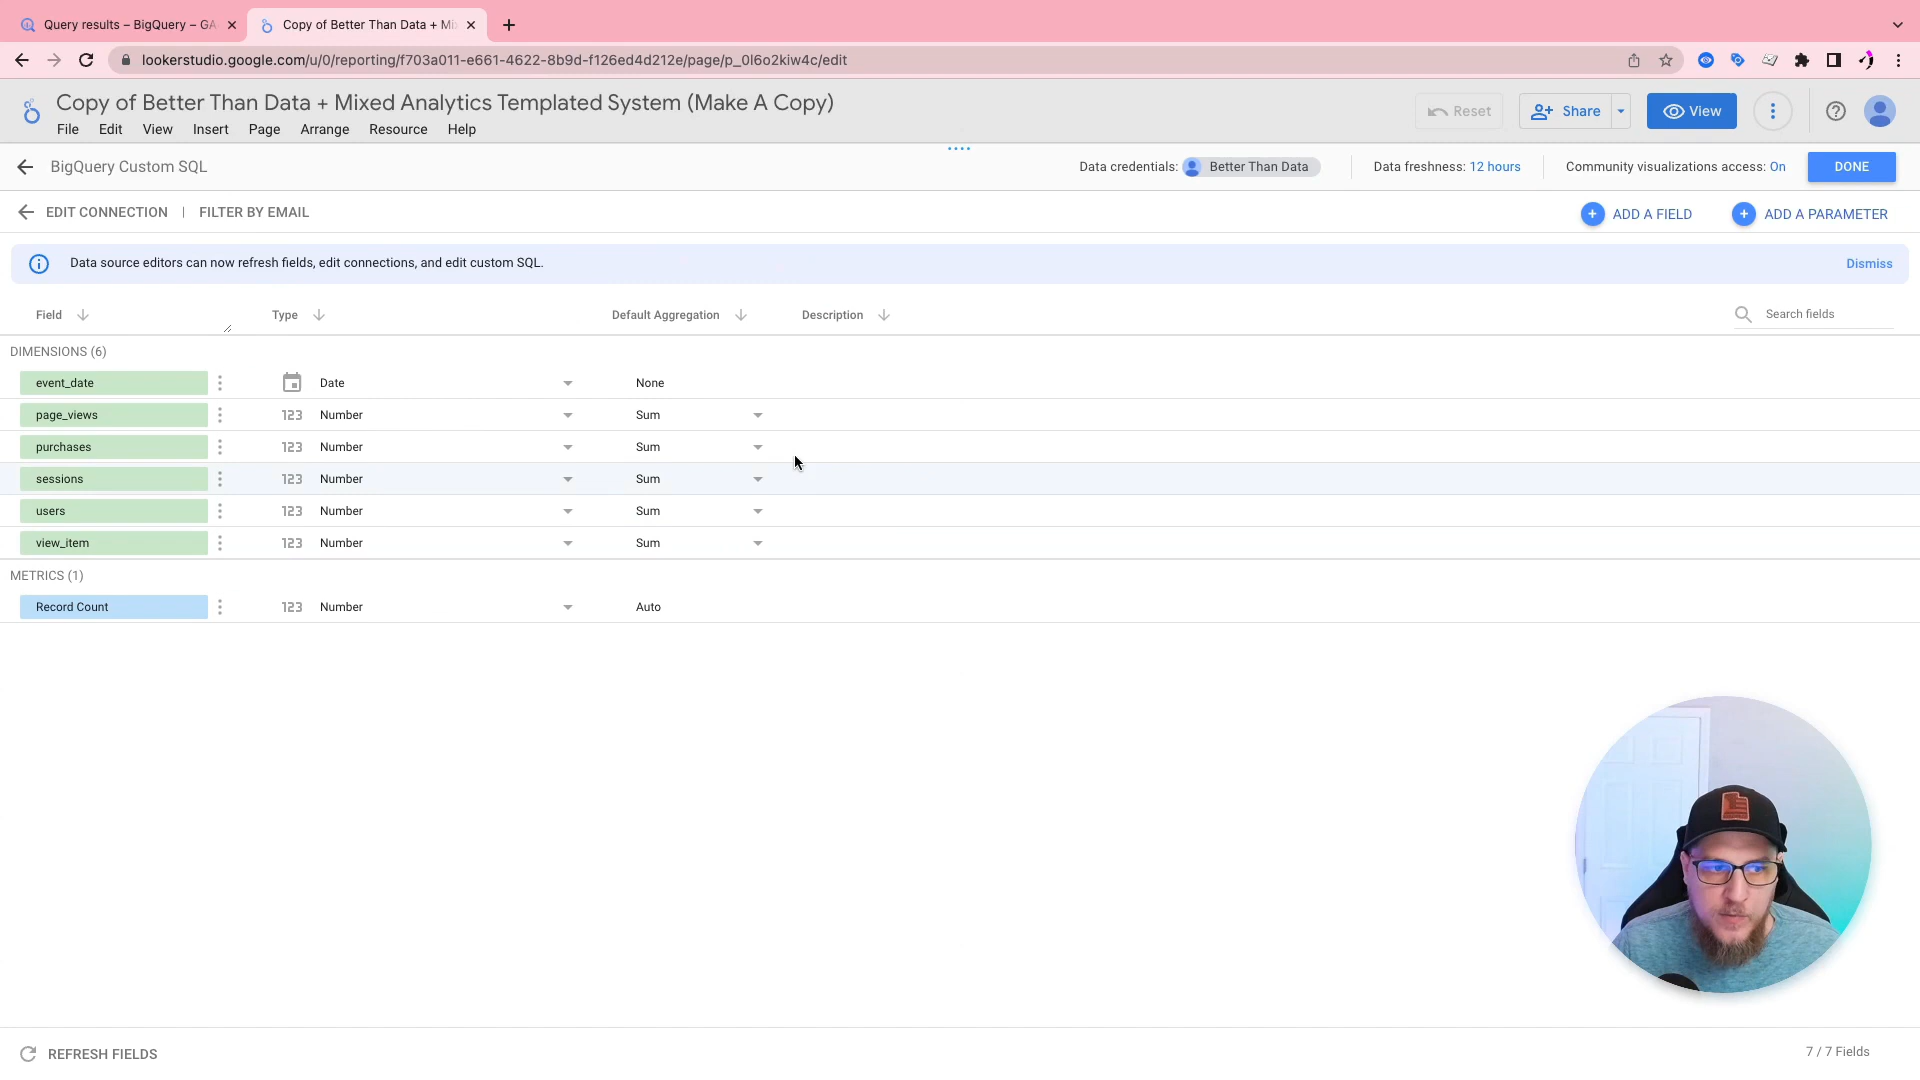 Query results – BigQuery – GA
Copy of Better Than Data + Mi
lookerstudio.google.com/u/0/reporting/f703a011-e661-4622-8b9d-f126ed4d212e/page/p_0l6o2kiw4c/edit
Copy of Better Than Data + Mixed Analytics Templated System (Make A Copy)
File Edit View Insert Page Arrange Resource Help
Reset Share View
BigQuery Custom SQL
Data credentials: Better Than Data
Data freshness: 12 hours
Community visualizations access: On
DONE
EDIT CONNECTION | FILTER BY EMAIL
ADD A FIELD
ADD A PARAMETER
Data source editors can now refresh fields, edit connections, and edit custom SQL.
Dismiss
Field Type Default Aggregation Description
Search fields
DIMENSIONS (6)
event_date Date None
page_views 123 Number Sum
purchases 123 Number Sum
sessions 123 Number Sum
users 123 Number Sum
view_item 123 Number Sum
METRICS (1)
Record Count 123 Number Auto
REFRESH FIELDS
7 / 7 Fields